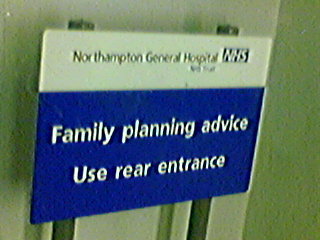 Northampton General Hospital NHS
NHS Trust
Family planning advice
Use rear entrance